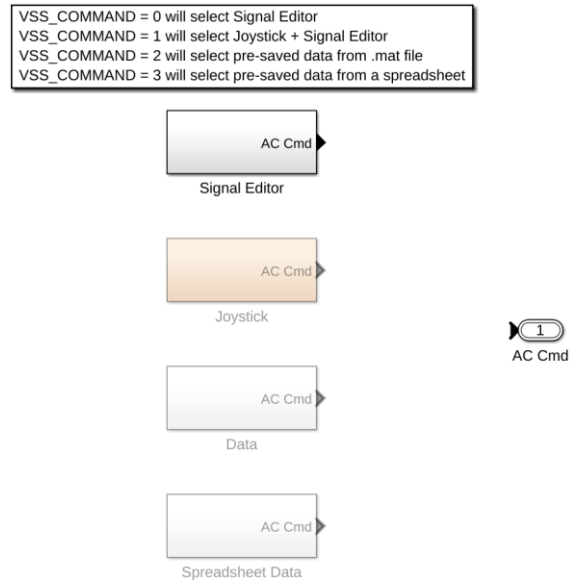 VSS_COMMAND = 0 will select Signal Editor
VSS_COMMAND = 1 will select Joystick + Signal Editor
VSS_COMMAND = 2 will select pre-saved data from .mat file
VSS_COMMAND = 3 will select pre-saved data from a spreadsheet
AC Cmd
Signal Editor
AC Cmd
Joystick
1
AC Cmd
AC Cmd
Data
AC Cmd
Spreadsheet Data